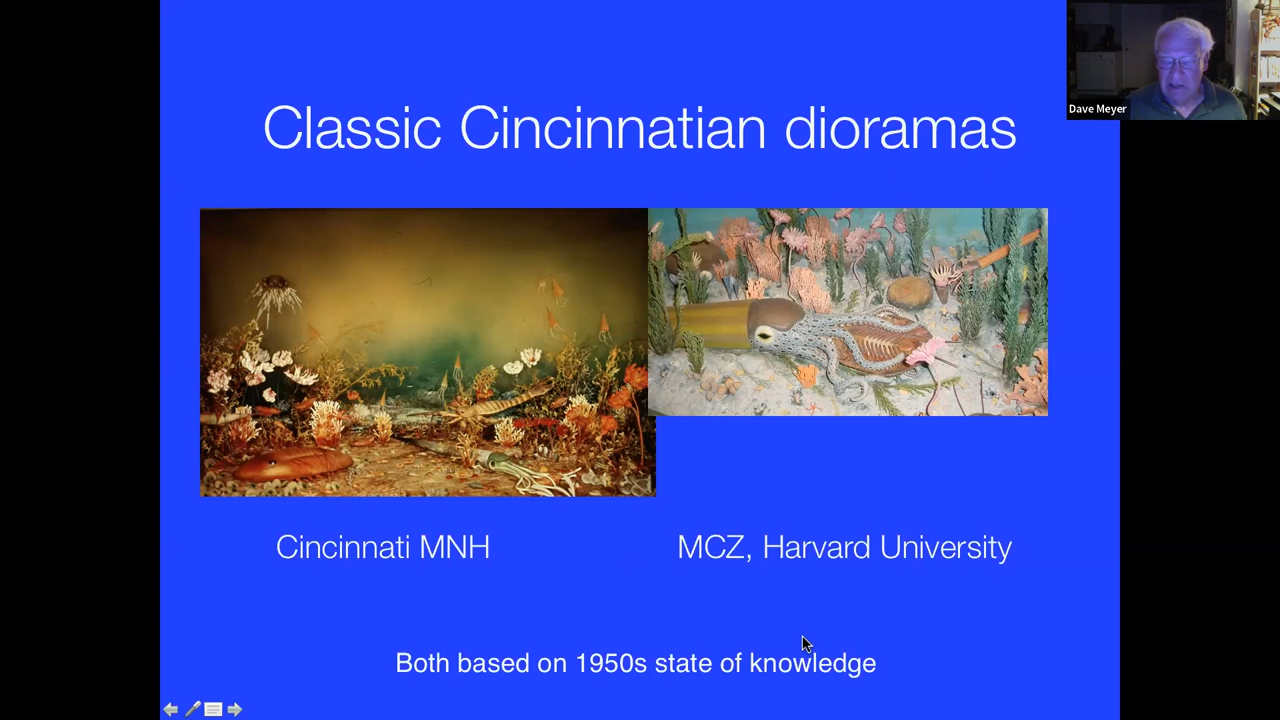 Dave Meyer
Classic Cincinnatian dioramas
Cincinnati MNH
MCZ, Harvard University
Both based on 1950s state of knowledge